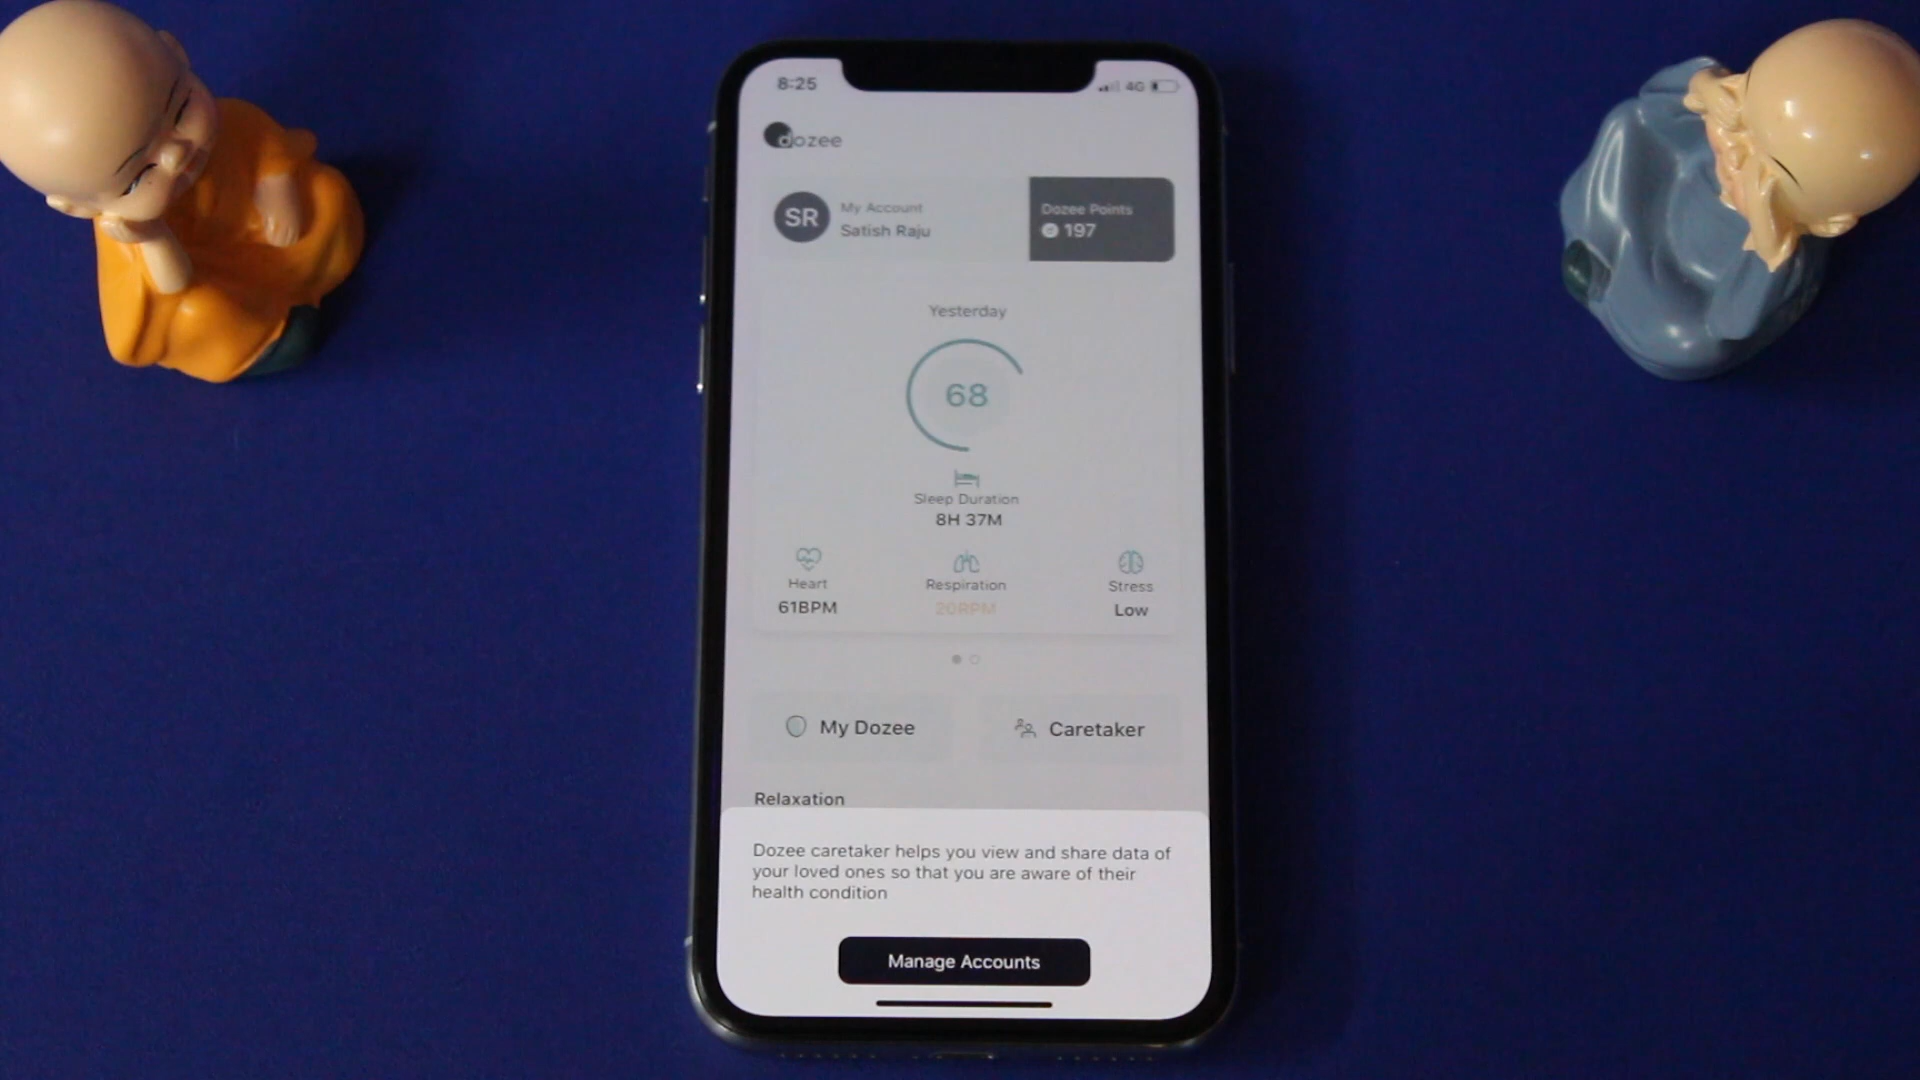 8:25
4G
dozee
SR
My Account
Satish Raju
Dozee Points
197
Yesterday
68
Sleep Duration
8H 37M
Heart
Respiration
Stress
61BPM
20RPM
Low
My Dozee
Caretaker
Relaxation
Dozee caretaker helps you view and share data of
your loved ones so that you are aware of their
health condition
Manage Accounts